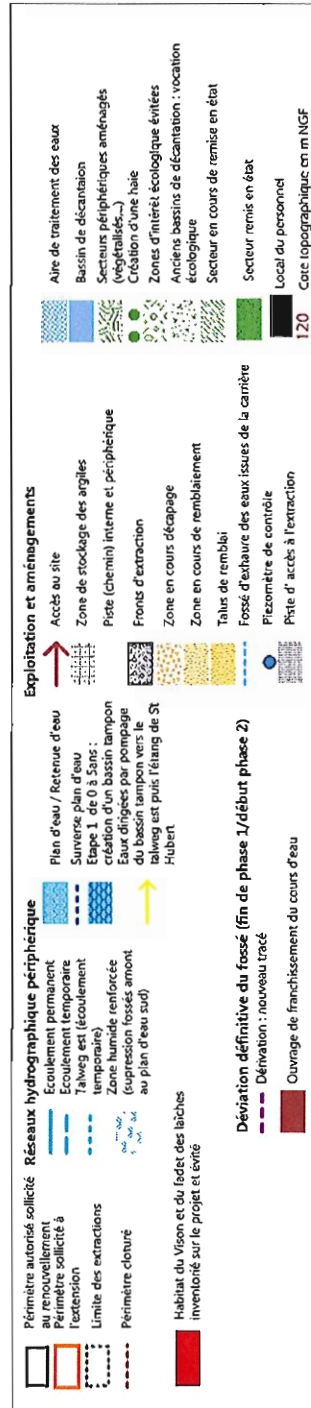 Périmètre autorisé sollicité
au renouvellement
Périmètre sollicité à
l'extension
Limite des extractions
Périmètre cloturé
Habitat du Vison et du fadet des laîches
inventorié sur le projet et évité
Réseaux hydrographique périphérique
Ecoulement permanent
Ecoulement temporaire
Talweg est (écoulement
temporaire)
Zone humide renforcée
(supression fossés amont
au plan d'eau sud)
Plan d'eau / Retenue d'eau
Surverse plan d'eau
Etape 1 de 0 à 5ans :
création d'un bassin tampon
Eaux dirigées par pompage
du bassin tampon vers le
talweg est puis l'étang de St
Hubert
Déviation définitive du fossé (fin de phase 1/début phase 2)
Dérivation : nouveau tracé
Ouvrage de franchissement du cours d'eau
Exploitation et aménagements
Accès au site
Zone de stockage des argiles
Piste (chemin) interne et périphérique
Fronts d'extraction
Zone en cours décapage
Zone en cours de remblaiement
Talus de remblai
Fossé d'exhaure des eaux issues de la carrière
Piezomètre de contrôle
Piste d' accès à l'extraction
Aire de traitement des eaux
Bassin de décantaion
Secteurs périphériques aménagés
(végétalisés...)
Création d'une haie
Zones d'intérêt écologique évitées
Anciens bassins de décantation : vocation
écologique
Secteur en cours de remise en état
Secteur remis en état
Local du personnel
120 Cote topographique en m NGF